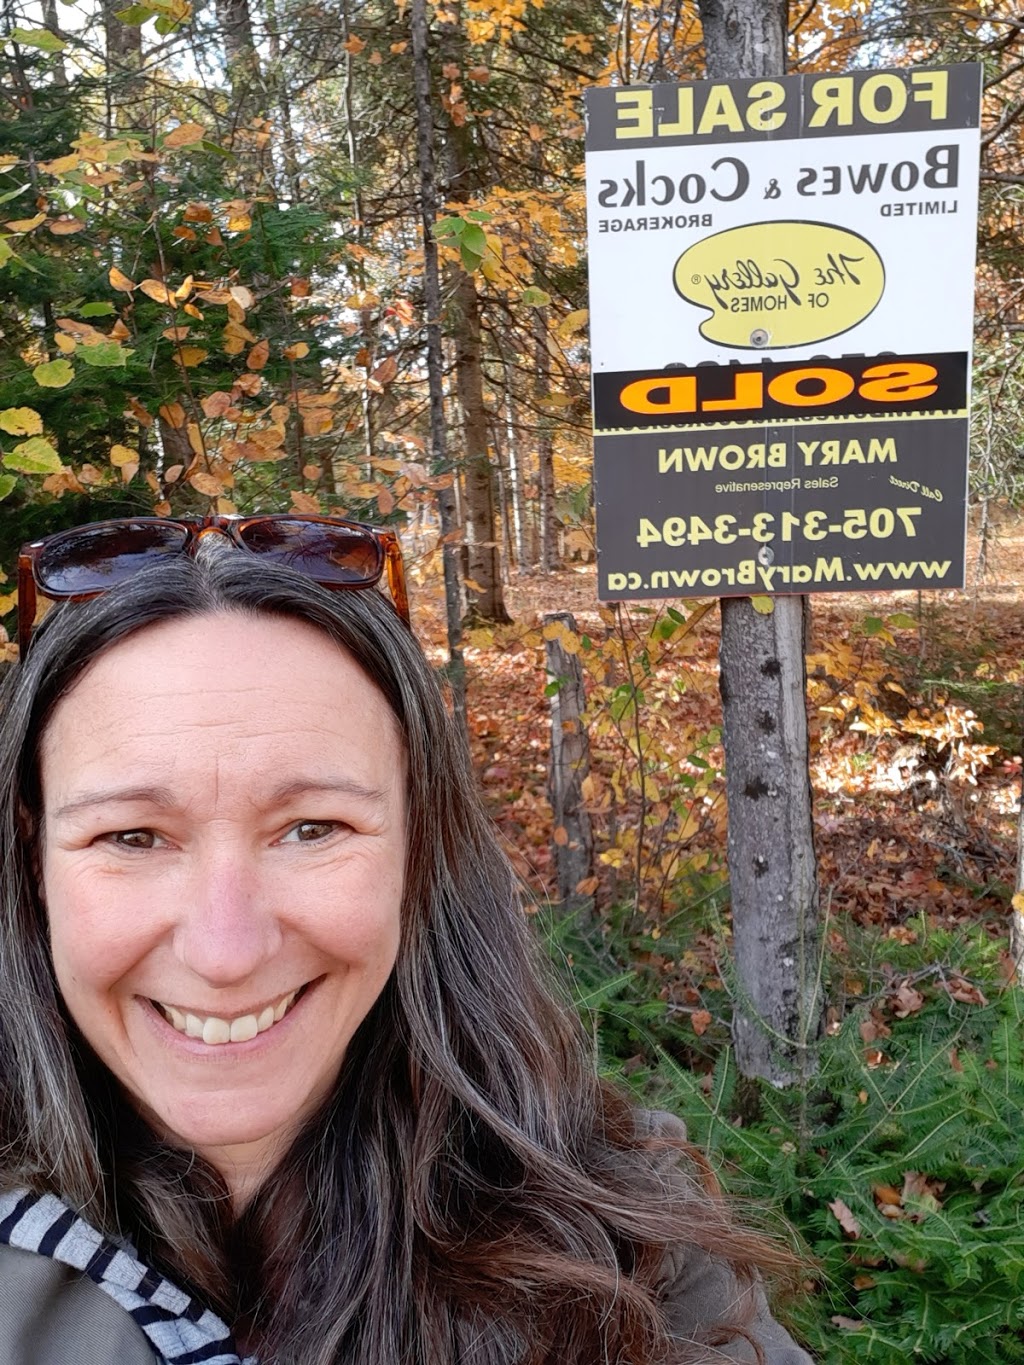 FOR SALE
BOWES & COCKS
LIMITED BROKERAGE
The Gallery®
OF HOMES
SOLD
MARY BROWN
Sales Represenative
Call Direct
705-313-3494
www.MaryBrown.ca